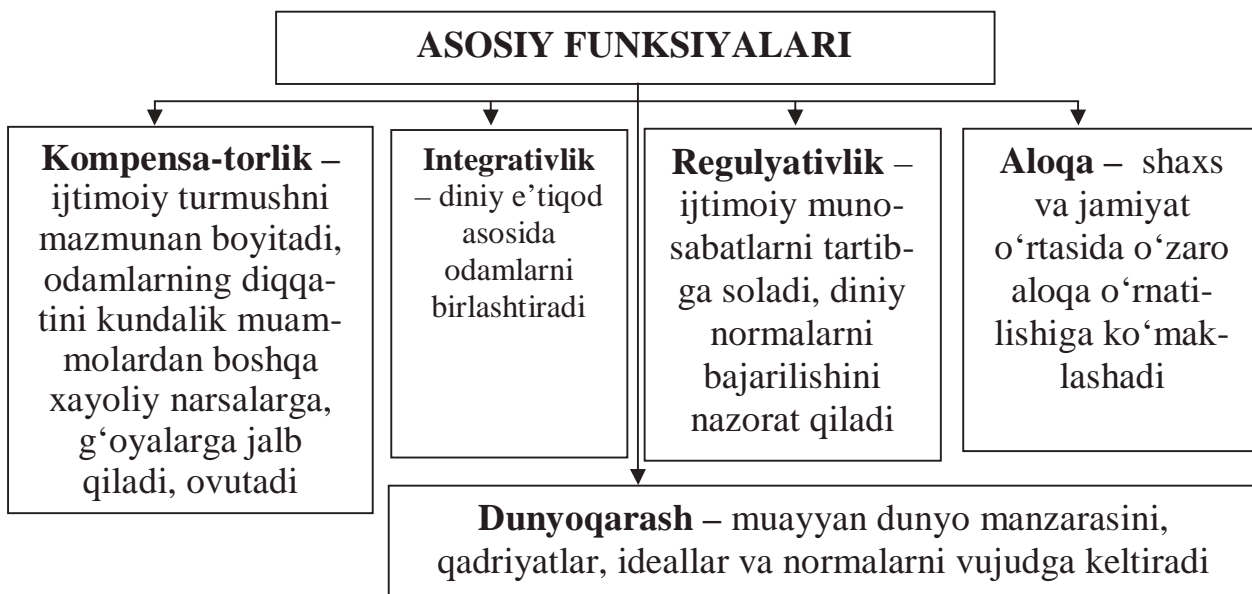 ASOSIY FUNKSIYALARI
Kompensa-torlik –
ijtimoiy turmushni
mazmunan boyitadi,
odamlarning diqqa-
tini kundalik muam-
molardan boshqa
xayoliy narsalarga,
g‘oyalarga jalb
qiladi, ovutadi
Integrativlik
– diniy e’tiqod
asosida
odamlarni
birlashtiradi
Regulyativlik –
ijtimoiy muno-
sabatlarni tartib-
ga soladi, diniy
normalarni
bajarilishini
nazorat qiladi
Aloqa – shaxs
va jamiyat
o‘rtasida o‘zaro
aloqa o‘rnati-
lishiga ko‘mak-
lashadi
Dunyoqarash – muayyan dunyo manzarasini,
qadriyatlar, ideallar va normalarni vujudga keltiradi